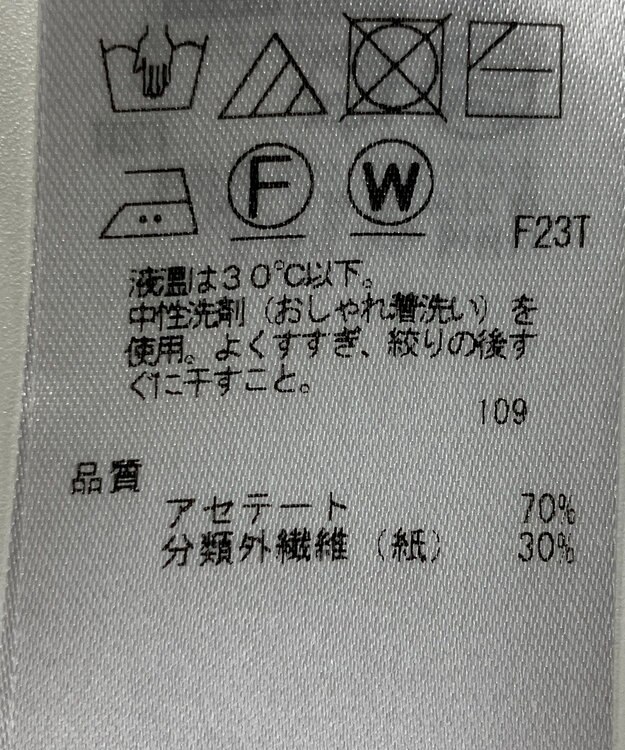 F W
F23T
液温は30℃以下。
中性洗剤（おしゃれ着洗い）を
使用。よくすすぎ、絞りの後す
ぐに干すこと。
109
品質
アセテート 70%
分類外繊維（紙） 30%